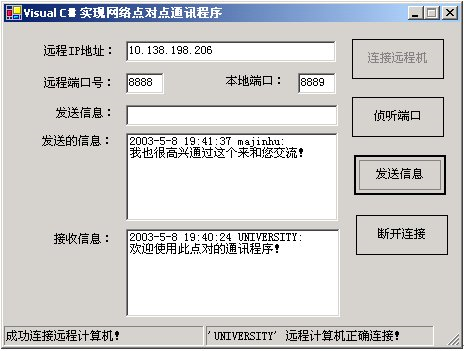 Visual C# 实现网络点对点通讯程序
远程IP地址: 10.138.198.206
连接远程机
远程端口号: 8888 本地端口: 8889
侦听端口
发送信息:
发送的信息: 2003-5-8 19:41:37 majinhu:
我也很高兴通过这个来和您交流!
发送信息
接收信息: 2003-5-8 19:40:24 UNIVERSITY:
欢迎使用此点对的通讯程序!
断开连接
成功连接远程计算机! 'UNIVERSITY' 远程计算机正确连接!